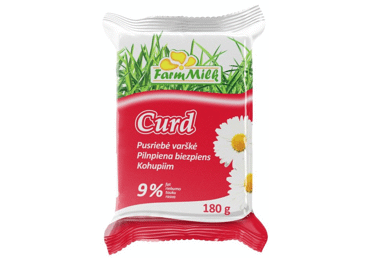 FarmMilk
Curd
Pusriebė varškė
Pilnpiena biezpiens
Kohupiim
9%
180 g